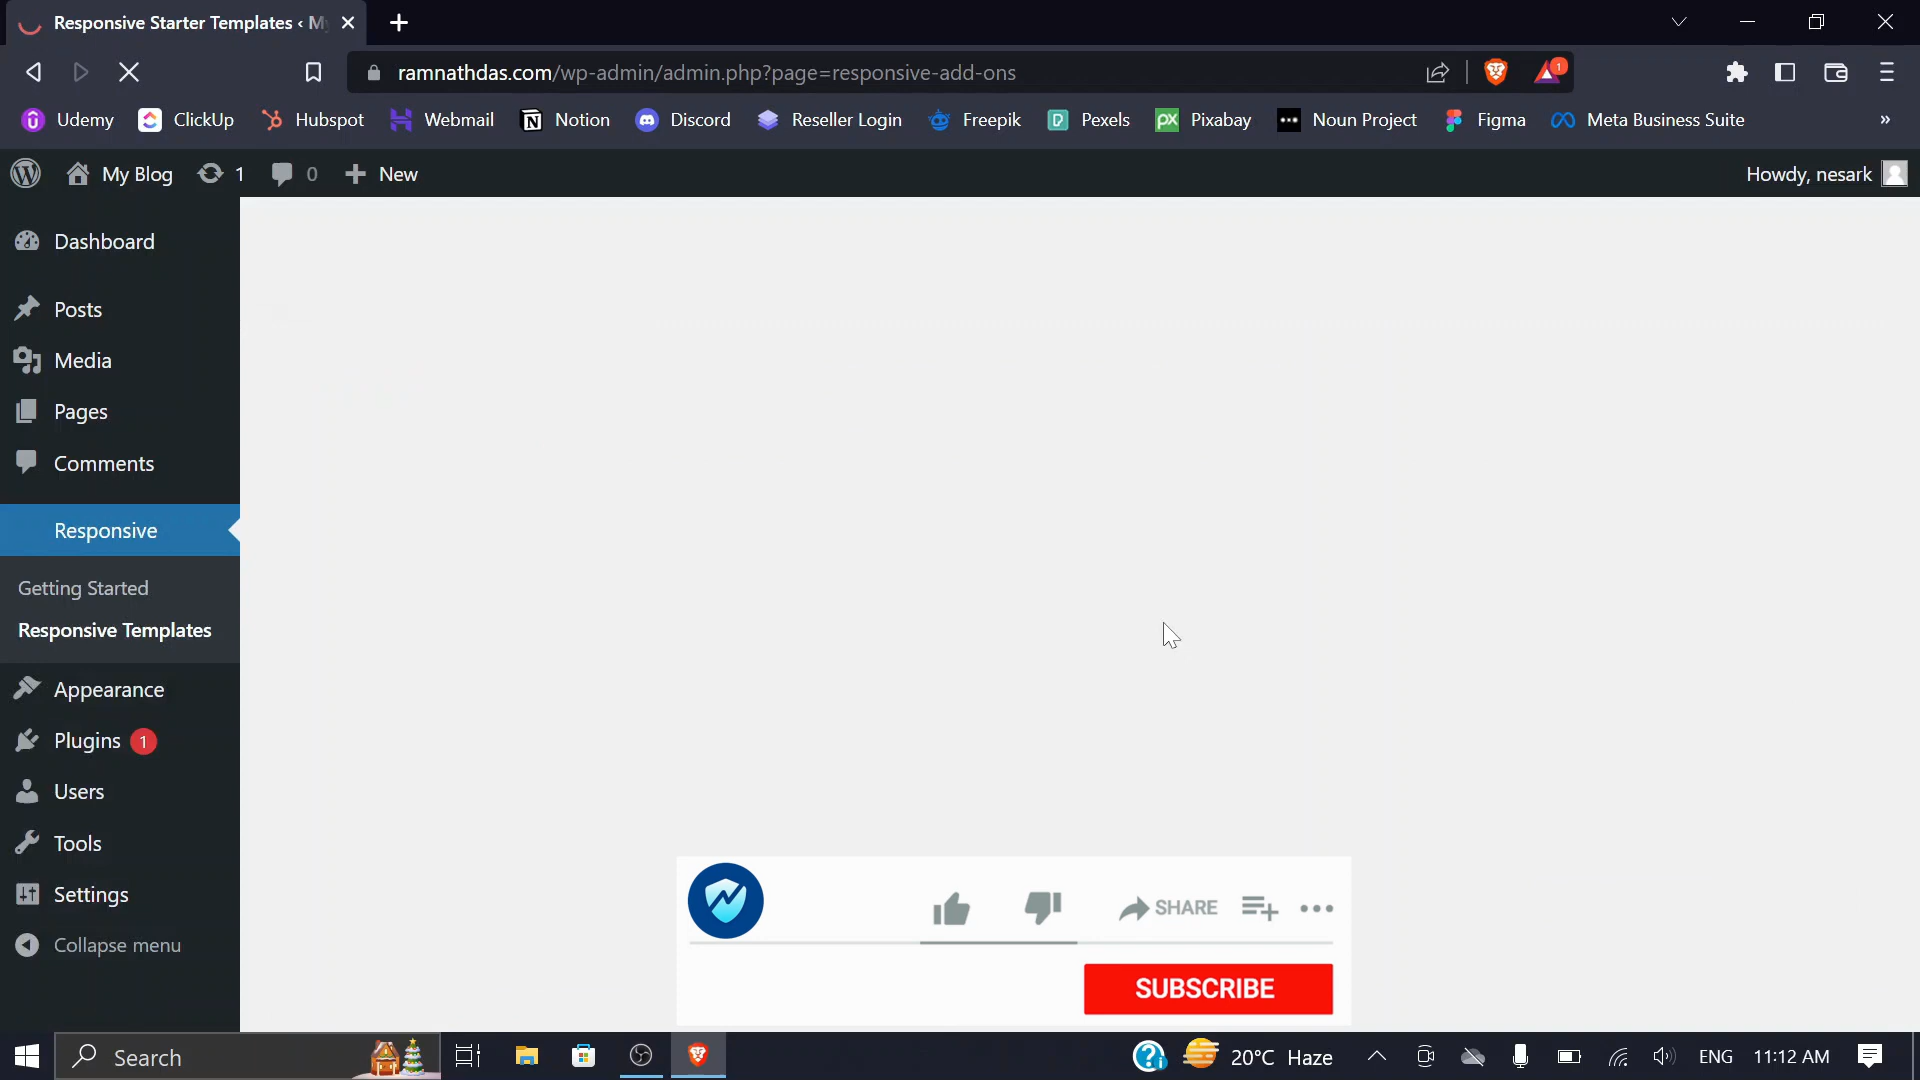 Responsive Starter Templates ‹ My
ramnathdas.com/wp-admin/admin.php?page=responsive-add-ons
1
Udemy ClickUp Hubspot Webmail Notion Discord Reseller Login Freepik Pexels Pixabay Noun Project Figma Meta Business Suite »
My Blog 1 0 New Howdy, nesark
Dashboard
Posts
Media
Pages
Comments
Responsive
Getting Started
Responsive Templates
Appearance
Plugins 1
Users
Tools
Settings
Collapse menu
SHARE
SUBSCRIBE
Search 20°C Haze ENG 11:12 AM